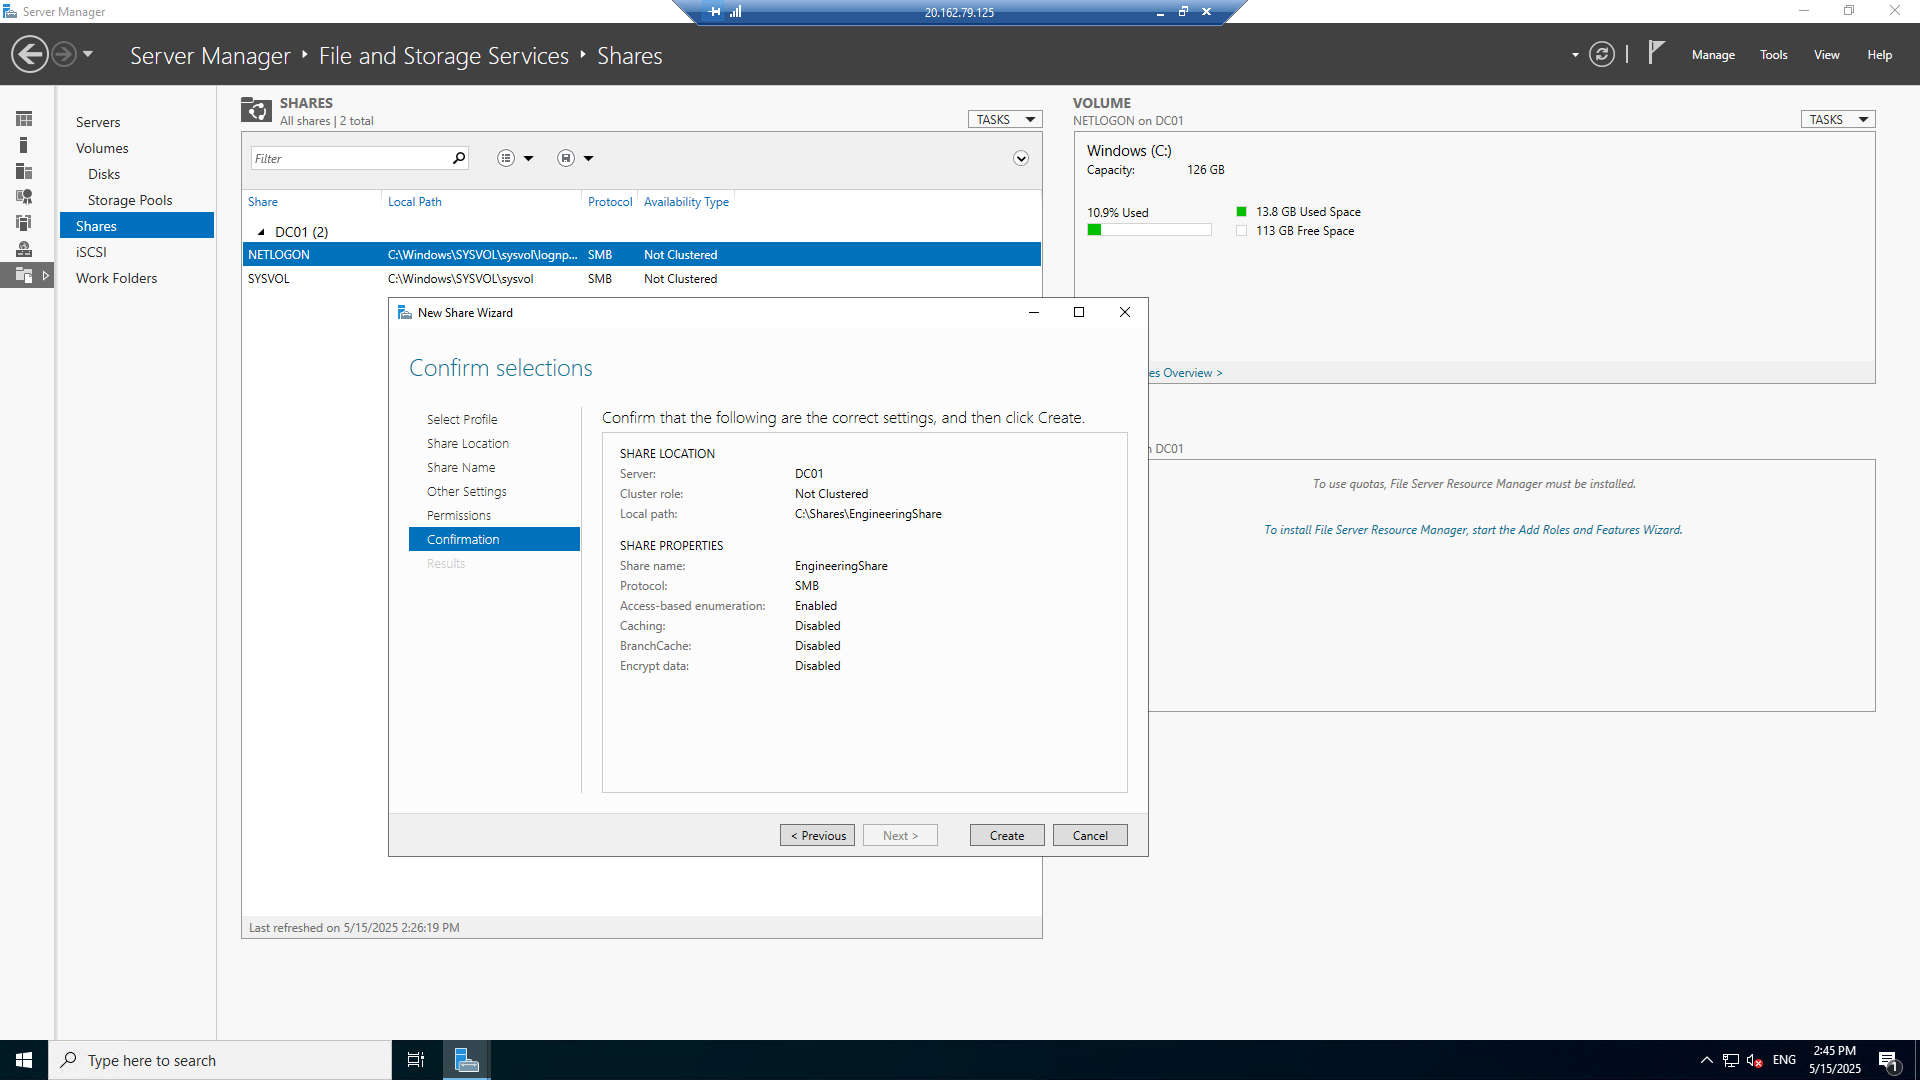 Server Manager
20.162.79.125
Server Manager ‣ File and Storage Services ‣ Shares
Manage
Tools
View
Help
Servers
Volumes
Disks
Storage Pools
Shares
iSCSI
Work Folders
SHARES
All shares | 2 total
TASKS
Filter
Share
Local Path
Protocol
Availability Type
DC01 (2)
NETLOGON
C:\Windows\SYSVOL\sysvol\lognp...
SMB
Not Clustered
SYSVOL
C:\Windows\SYSVOL\sysvol
SMB
Not Clustered
Last refreshed on 5/15/2025 2:26:19 PM
VOLUME
NETLOGON on DC01
TASKS
Windows (C:)
Capacity:
126 GB
10.9% Used
13.8 GB Used Space
113 GB Free Space
es Overview >
DC01
To use quotas, File Server Resource Manager must be installed.
To install File Server Resource Manager, start the Add Roles and Features Wizard.
New Share Wizard
Confirm selections
Select Profile
Share Location
Share Name
Other Settings
Permissions
Confirmation
Results
Confirm that the following are the correct settings, and then click Create.
SHARE LOCATION
Server:
DC01
Cluster role:
Not Clustered
Local path:
C:\Shares\EngineeringShare
SHARE PROPERTIES
Share name:
EngineeringShare
Protocol:
SMB
Access-based enumeration:
Enabled
Caching:
Disabled
BranchCache:
Disabled
Encrypt data:
Disabled
< Previous
Next >
Create
Cancel
Type here to search
ENG
2:45 PM
5/15/2025
1